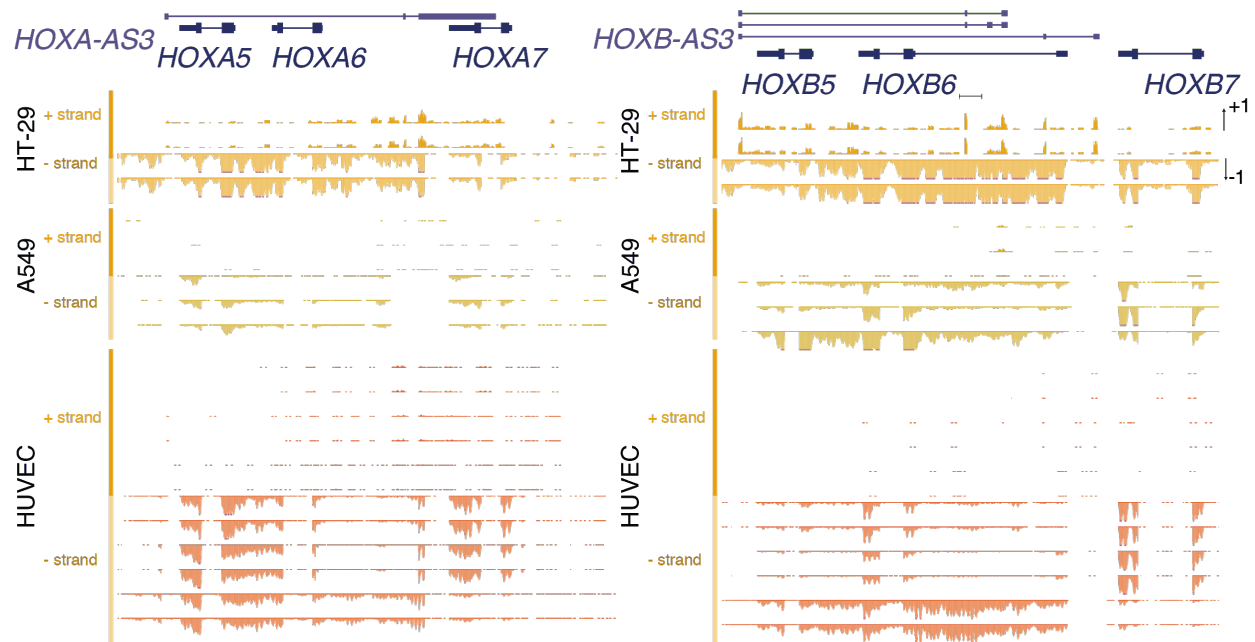 HOXA-AS3
HOXA5
HOXA6
HOXA7
HT-29
+ strand
- strand
A549
+ strand
- strand
HUVEC
+ strand
- strand
HOXB-AS3
HOXB5
HOXB6
HOXB7
HT-29
+ strand
- strand
+1
-1
A549
+ strand
- strand
HUVEC
+ strand
- strand